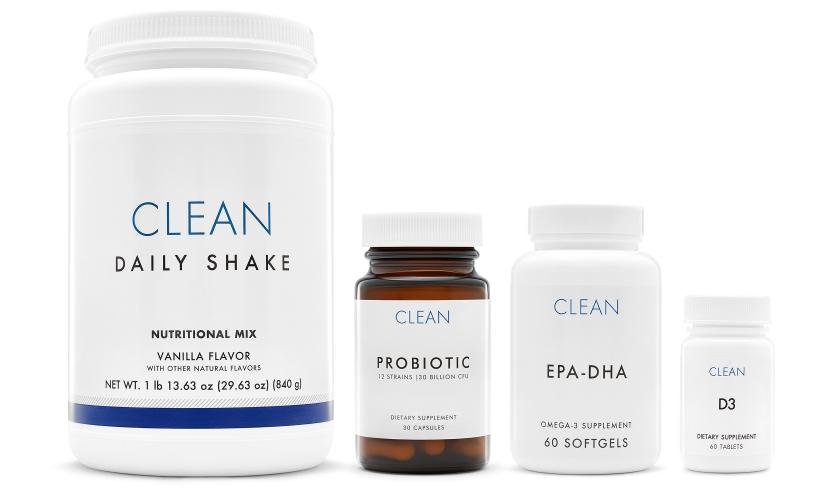 CLEAN
DAILY SHAKE
NUTRITIONAL MIX
VANILLA FLAVOR
WITH OTHER NATURAL FLAVORS
NET WT. 1 lb 13.63 oz (29.63 oz) (840 g)
CLEAN
PROBIOTIC
12 STRAINS | 30 BILLION CFU
DIETARY SUPPLEMENT
30 CAPSULES
CLEAN
EPA-DHA
OMEGA-3 SUPPLEMENT
60 SOFTGELS
CLEAN
D3
DIETARY SUPPLEMENT
60 TABLETS